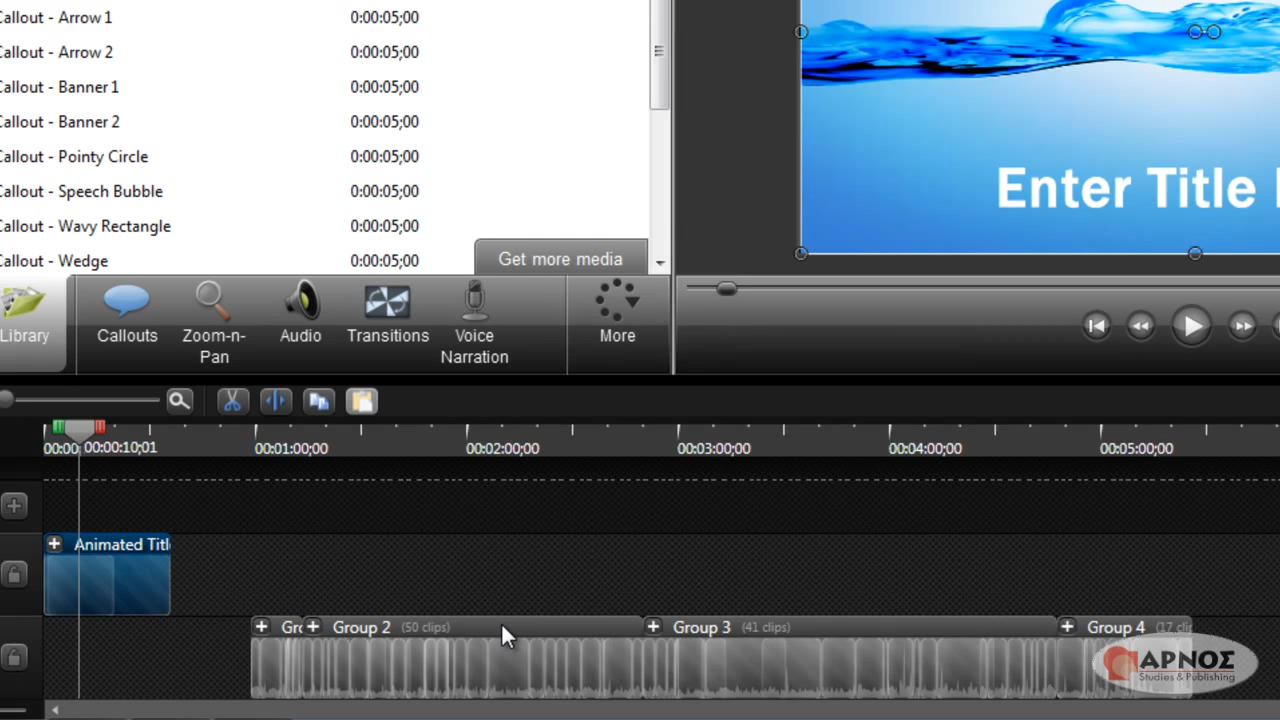 Callout - Arrow 1 0:00:05;00
Callout - Arrow 2 0:00:05;00
Callout - Banner 1 0:00:05;00
Callout - Banner 2 0:00:05;00
Callout - Pointy Circle 0:00:05;00
Callout - Speech Bubble 0:00:05;00
Callout - Wavy Rectangle 0:00:05;00
Callout - Wedge 0:00:05;00
Get more media
Enter Title
Library
Callouts
Zoom-n-
Pan
Audio
Transitions
Voice
Narration
More
00:00 00:00:10;01 00:01:00;00 00:02:00;00 00:03:00;00 00:04:00;00 00:05:00;00
Animated Titl
Gr
Group 2 (50 clips)
Group 3 (41 clips)
Group 4 (17 cli
ΑΡΝΟΣ
Studies & Publishing